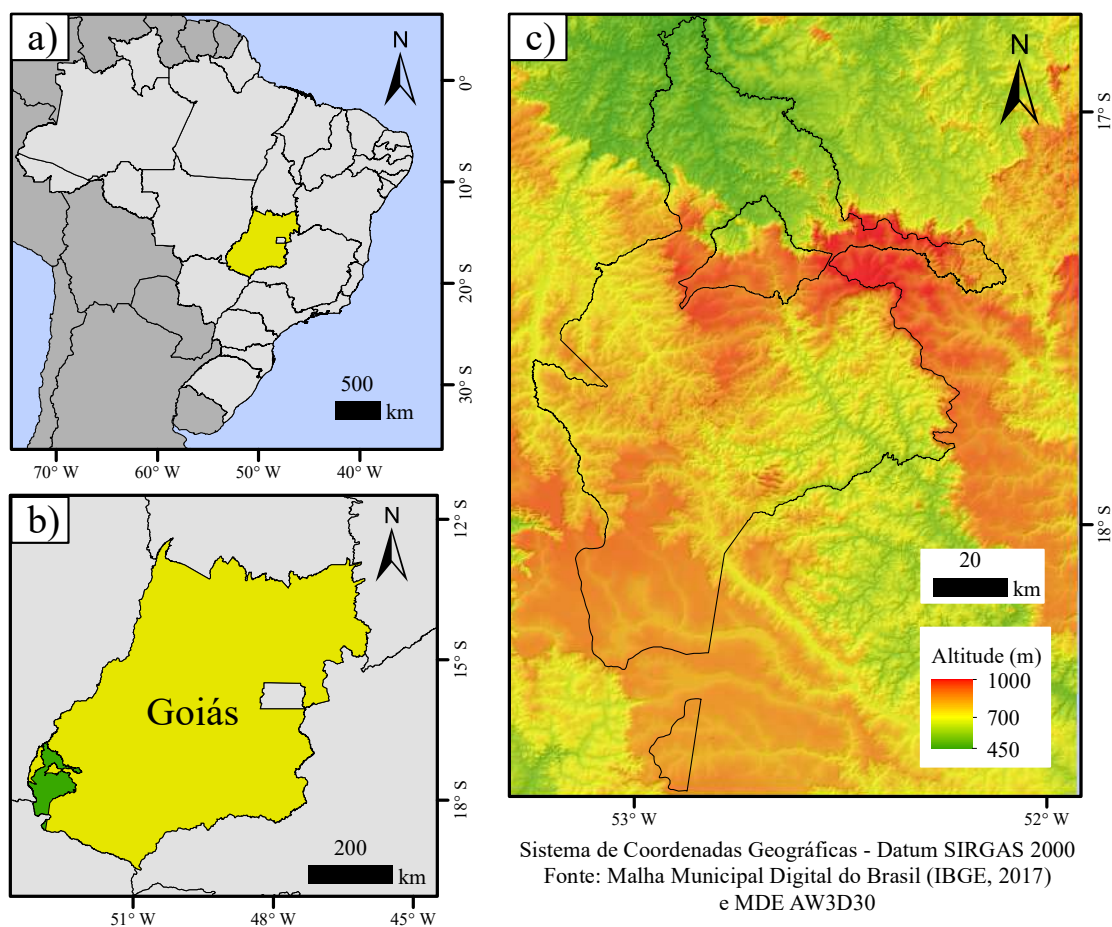 a)
N
0°
10° S
20° S
30° S
500
km
70° W
60° W
50° W
40° W
b)
N
12° S
15° S
18° S
Goiás
200
km
51° W
48° W
45° W
c)
N
17° S
18° S
20
km
Altitude (m)
1000
700
450
53° W
52° W
Sistema de Coordenadas Geográficas - Datum SIRGAS 2000
Fonte: Malha Municipal Digital do Brasil (IBGE, 2017)
e MDE AW3D30